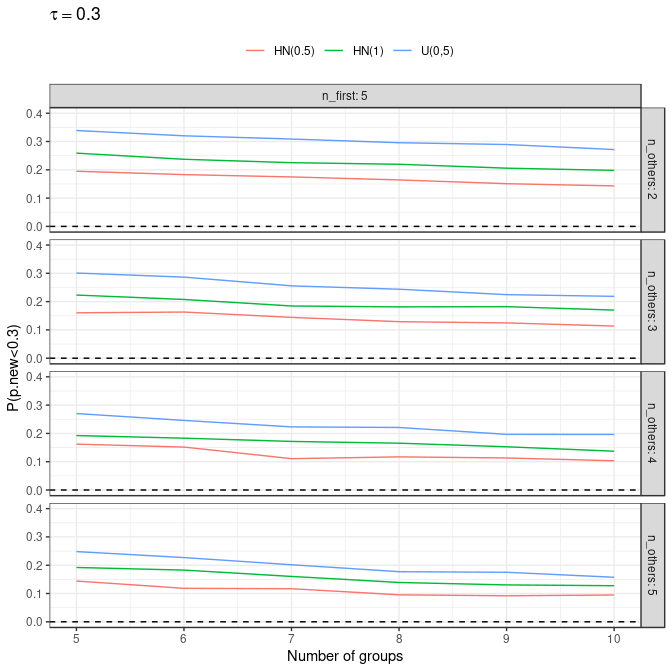 τ = 0.3
HN(0.5) HN(1) U(0,5)
n_first: 5
0.4
0.3
0.2
0.1
0.0
n_others: 2
0.4
0.3
0.2
0.1
0.0
n_others: 3
0.4
0.3
0.2
0.1
0.0
n_others: 4
0.4
0.3
0.2
0.1
0.0
n_others: 5
P(p.new<0.3)
5 6 7 8 9 10
Number of groups